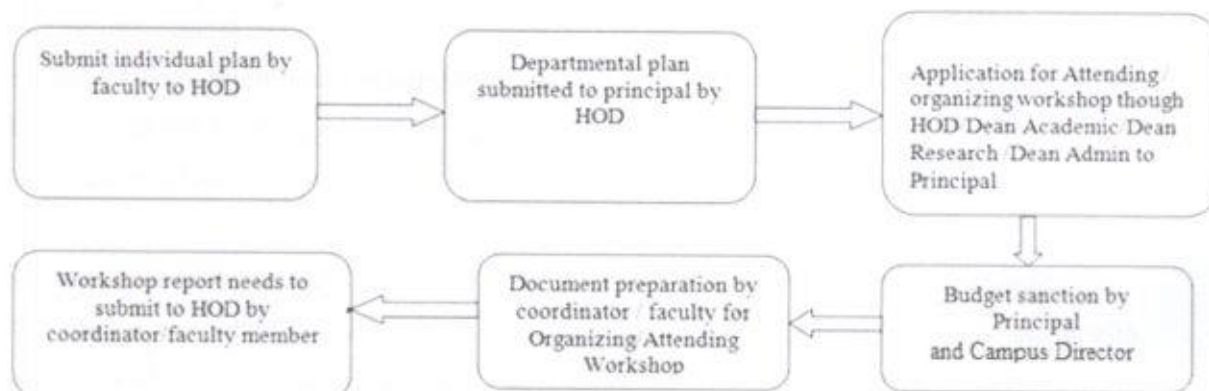 Submit individual plan by
faculty to HOD
Departmental plan
submitted to principal by
HOD
Application for Attending/
organizing workshop though
HOD/Dean Academic/Dean
Research/Dean Admin to
Principal
Budget sanction by
Principal
and Campus Director
Document preparation by
coordinator / faculty for
Organizing/Attending
Workshop
Workshop report needs to
submit to HOD by
coordinator/faculty member